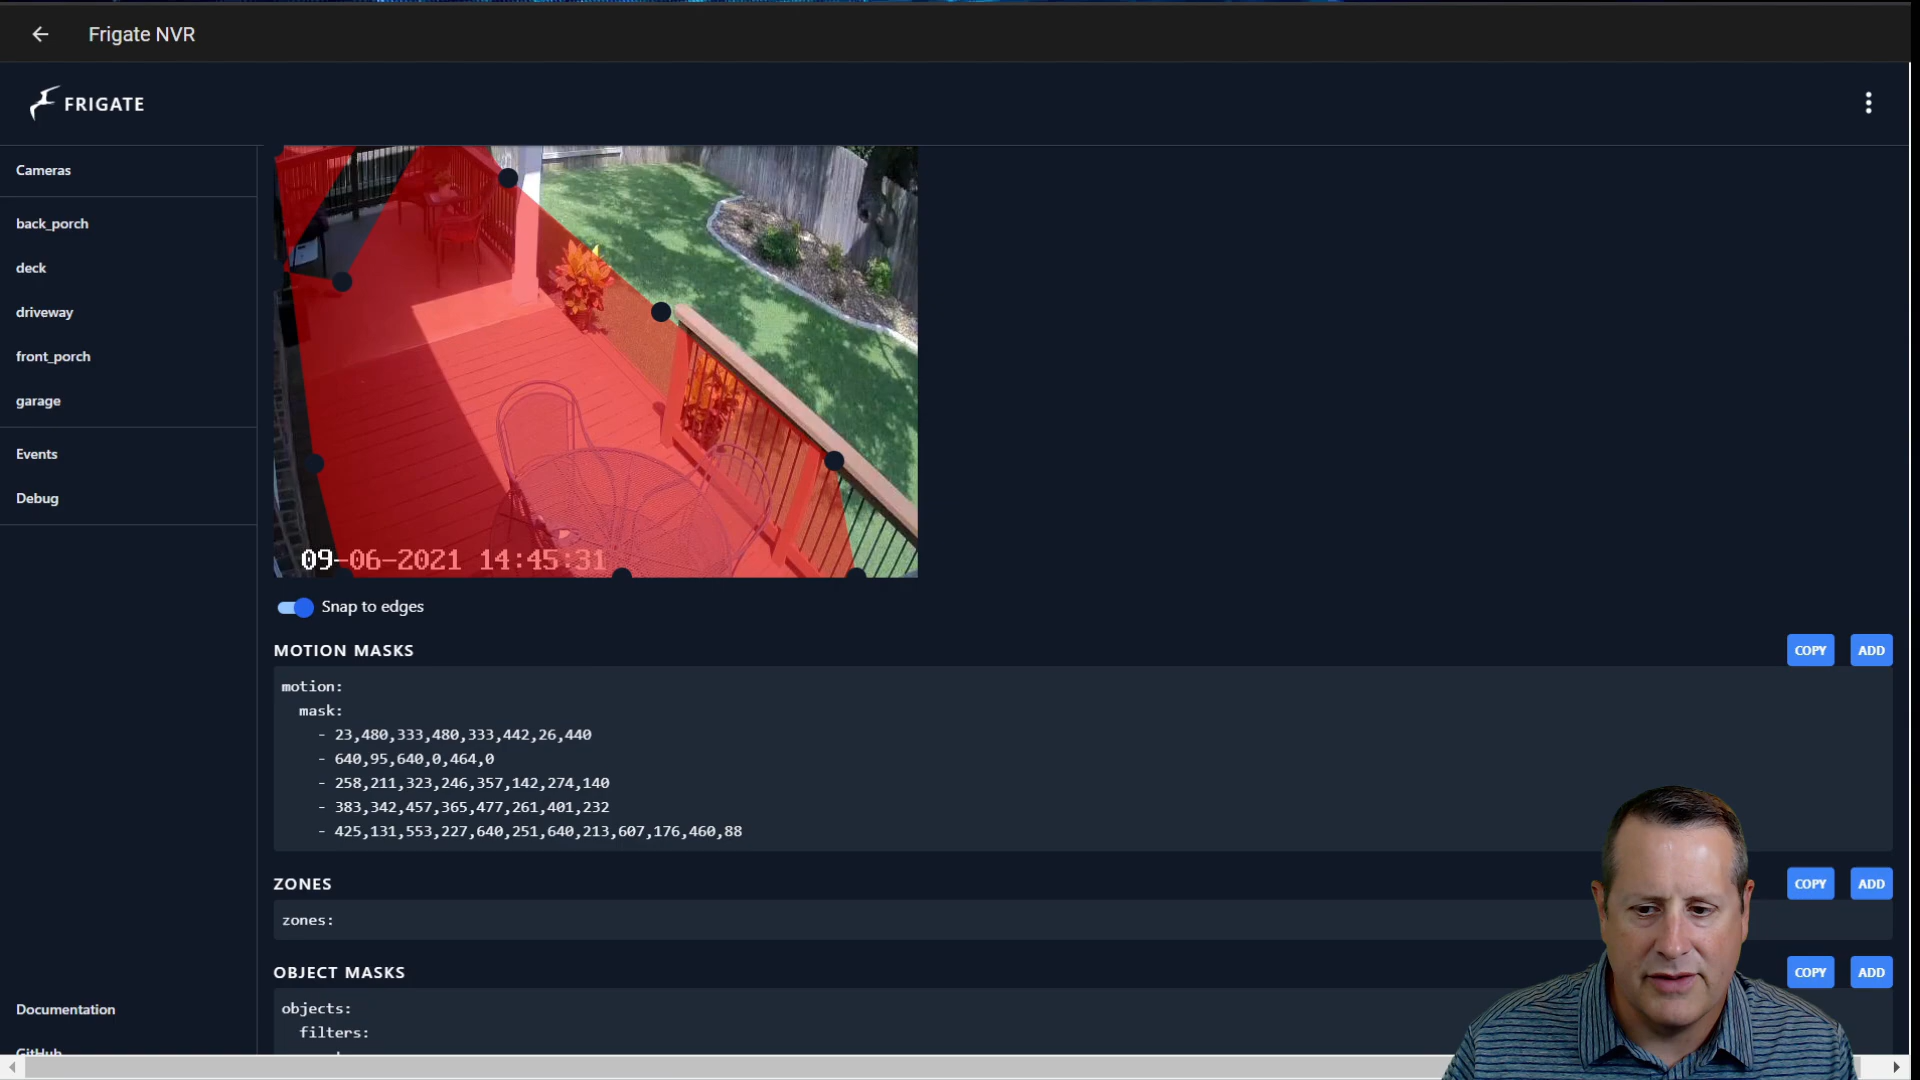 Frigate NVR
FRIGATE
Cameras
back_porch
deck
driveway
front_porch
garage
Events
Debug
Documentation
GitHub
09-06-2021 14:45:31
Snap to edges
MOTION MASKS
COPY
ADD
motion:
mask:
- 23,480,333,480,333,442,26,440
- 640,95,640,0,464,0
- 258,211,323,246,357,142,274,140
- 383,342,457,365,477,261,401,232
- 425,131,553,227,640,251,640,213,607,176,460,88
ZONES
COPY
ADD
zones:
OBJECT MASKS
COPY
ADD
objects:
filters: